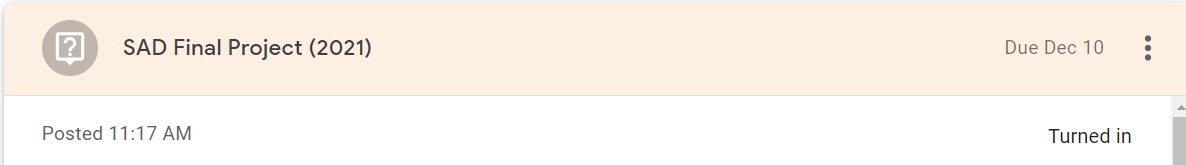 SAD Final Project (2021)
Due Dec 10
Posted 11:17 AM
Turned in